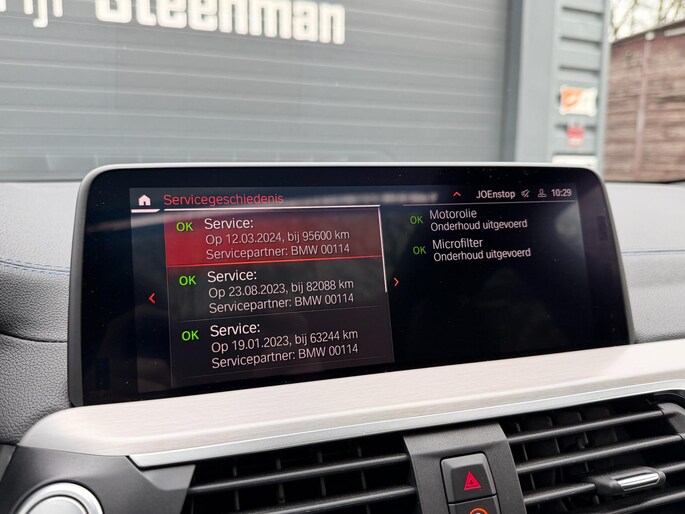 Steenman
Servicegeschiedenis
JOEnstop 10:29
OK Service:
Op 12.03.2024, bij 95600 km
Servicepartner: BMW 00114
OK Service:
Op 23.08.2023, bij 82088 km
Servicepartner: BMW 00114
OK Service:
Op 19.01.2023, bij 63244 km
Servicepartner: BMW 00114
OK Motorolie
Onderhoud uitgevoerd
OK Microfilter
Onderhoud uitgevoerd